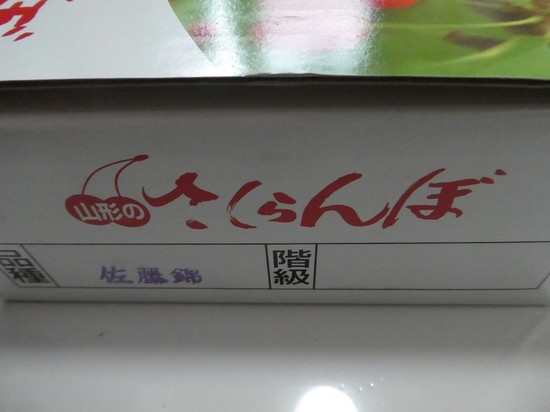 山形の さくらんぼ
品種 佐藤錦 階級